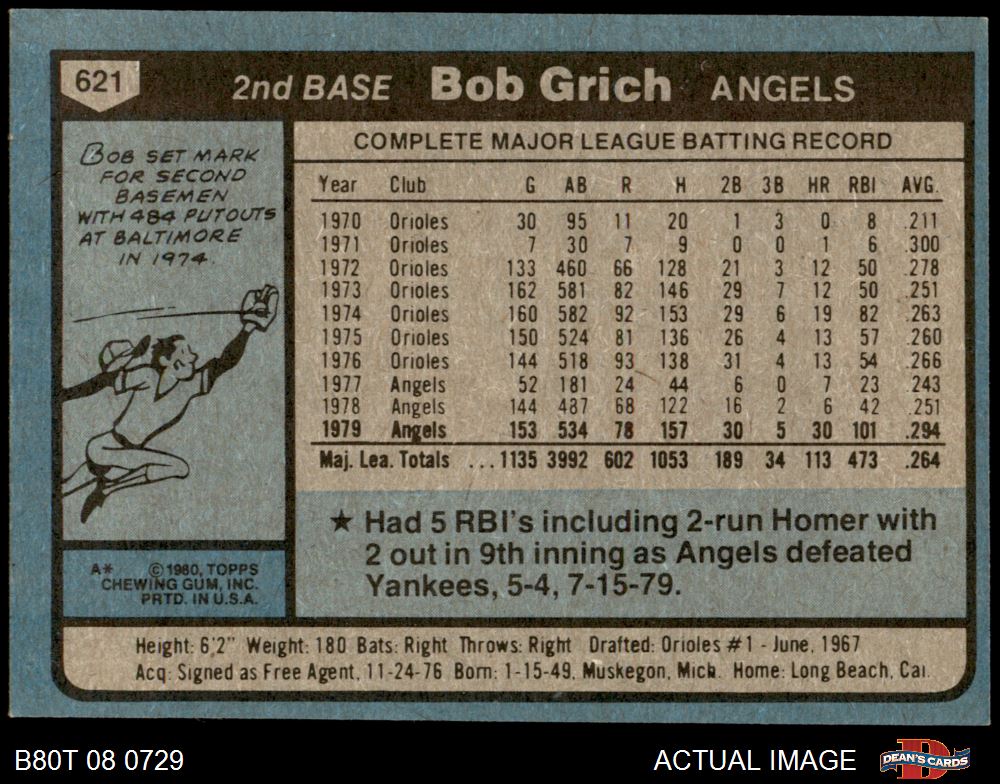 621 2nd BASE Bob Grich ANGELS
BOB SET MARK
FOR SECOND
BASEMEN
WITH 484 PUTOUTS
AT BALTIMORE
IN 1974.
COMPLETE MAJOR LEAGUE BATTING RECORD
Year Club G AB R H 2B 3B HR RBI AVG.
1970 Orioles 30 95 11 20 1 3 0 8 .211
1971 Orioles 7 30 7 9 0 0 1 6 .300
1972 Orioles 133 460 66 128 21 3 12 50 .278
1973 Orioles 162 581 82 146 29 7 12 50 .251
1974 Orioles 160 582 92 153 29 6 19 82 .263
1975 Orioles 150 524 81 136 26 4 13 57 .260
1976 Orioles 144 518 93 138 31 4 13 54 .266
1977 Angels 52 181 24 44 6 0 7 23 .243
1978 Angels 144 487 68 122 16 2 6 42 .251
1979 Angels 153 534 78 157 30 5 30 101 .294
Maj. Lea. Totals ...1135 3992 602 1053 189 34 113 473 .264
★ Had 5 RBI's including 2-run Homer with
2 out in 9th inning as Angels defeated
Yankees, 5-4, 7-15-79.
A* © 1980, TOPPS
CHEWING GUM, INC.
PRTD. IN U.S.A.
Height: 6'2" Weight: 180 Bats: Right Throws: Right Drafted: Orioles #1 - June, 1967
Acq: Signed as Free Agent, 11-24-76 Born: 1-15-49, Muskegon, Mich. Home: Long Beach, Cal.
B80T 08 0729 ACTUAL IMAGE D DEAN'S CARDS